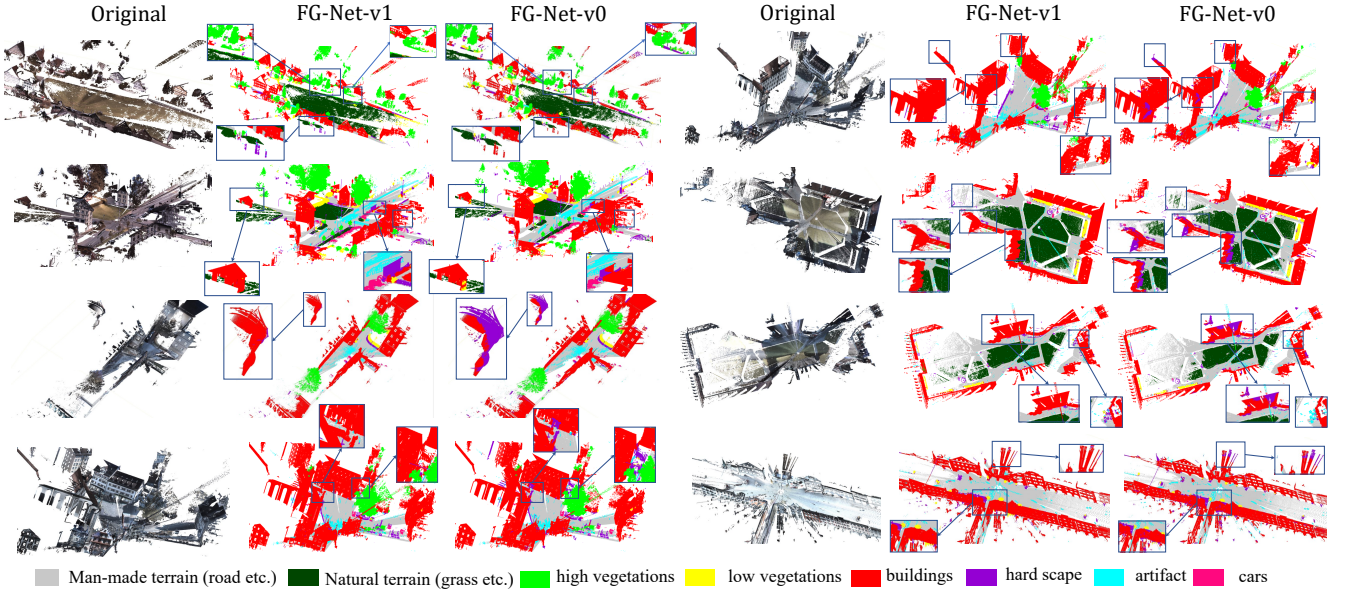 Original FG-Net-v1 FG-Net-v0 Original FG-Net-v1 FG-Net-v0
Man-made terrain (road etc.) Natural terrain (grass etc.) high vegetations low vegetations buildings hard scape artifact cars